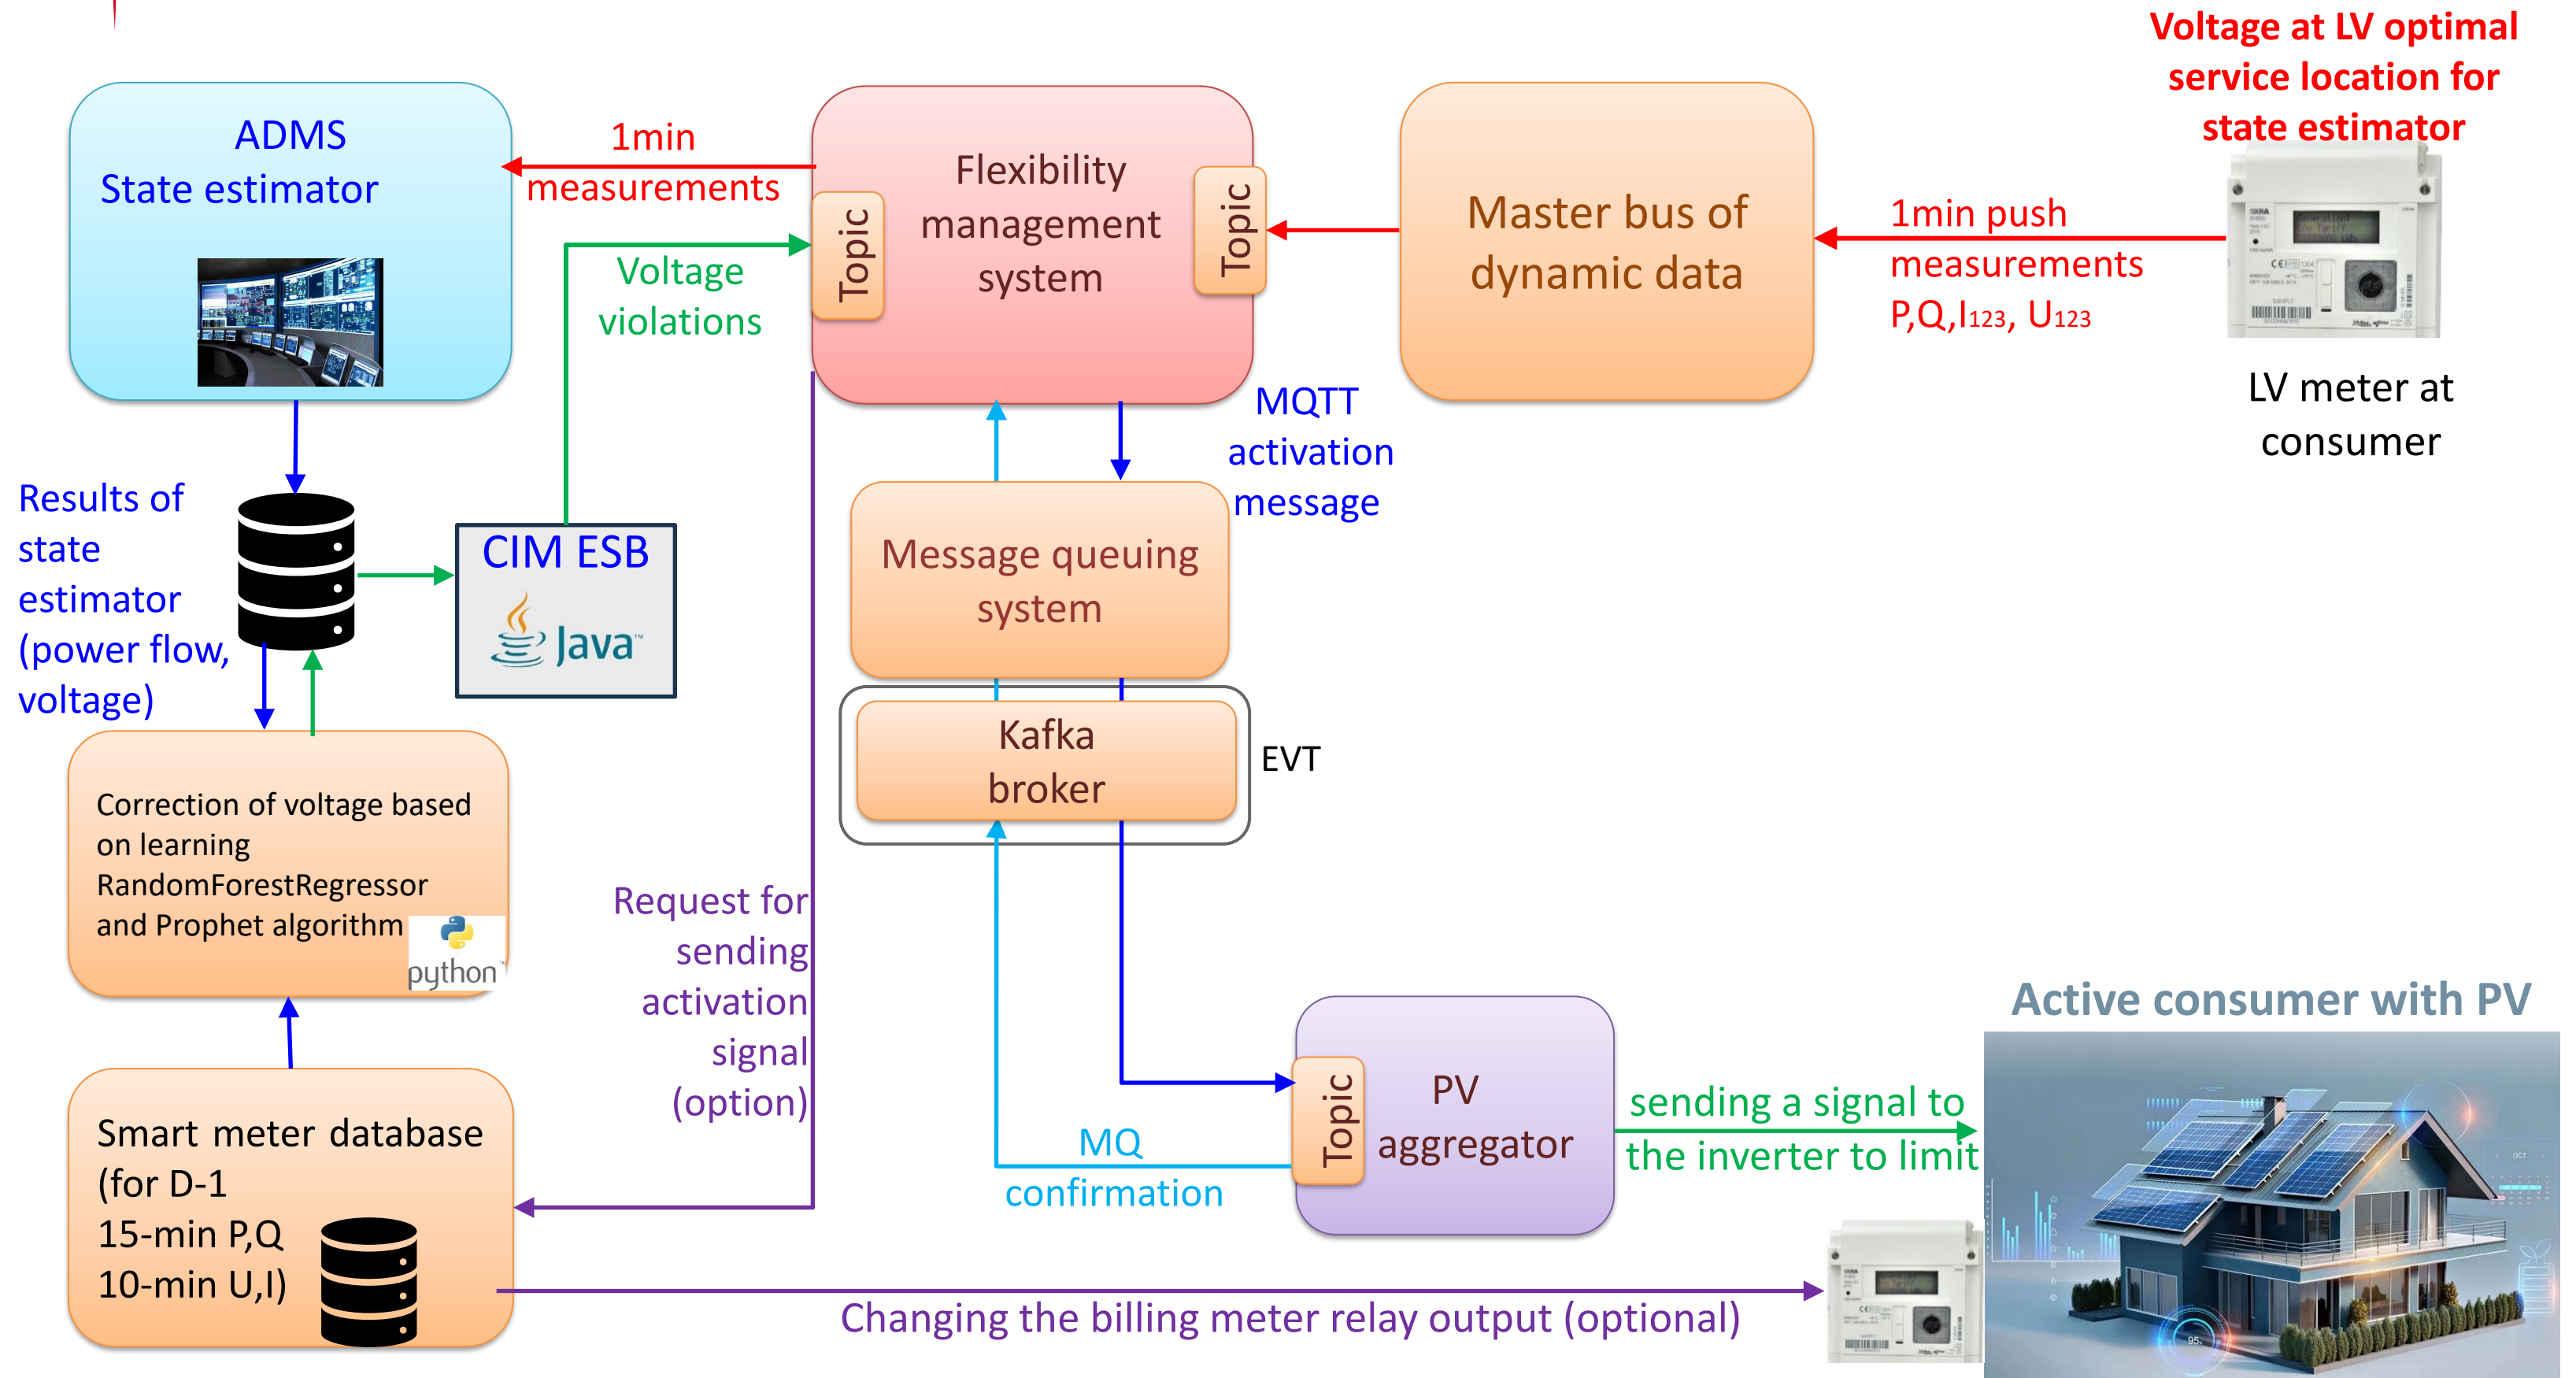 Voltage at LV optimal
service location for
state estimator
ADMS
State estimator
1min
measurements
Voltage
violations
Topic
Flexibility
management
system
Topic
Master bus of
dynamic data
1min push
measurements
P,Q,I123, U123
LV meter at
consumer
MQTT
activation
message
Results of
state
estimator
(power flow,
voltage)
CIM ESB
Java™
Message queuing
system
Kafka
broker
EVT
Correction of voltage based
on learning
RandomForestRegressor
and Prophet algorithm
python™
Request for
sending
activation
signal
(option)
Smart meter database
(for D-1
15-min P,Q
10-min U,I)
MQ
confirmation
Topic
PV
aggregator
sending a signal to
the inverter to limit
Active consumer with PV
Changing the billing meter relay output (optional)
95%